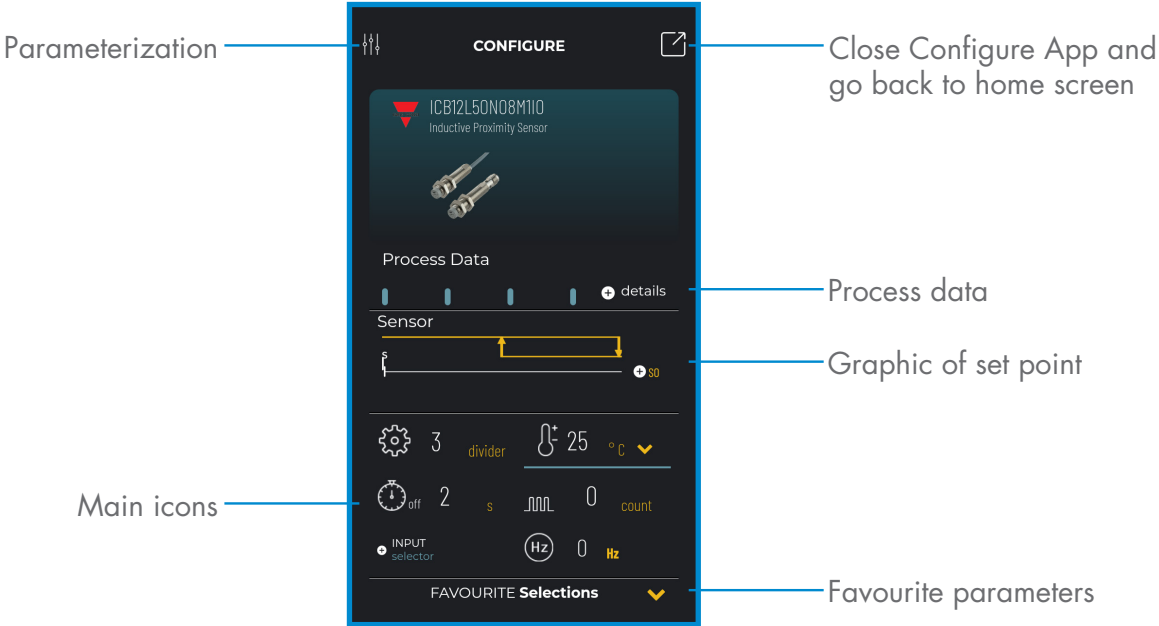 Parameterization
CONFIGURE
Close Configure App and
go back to home screen
ICB12L50N08M1IO
Inductive Proximity Sensor
Process Data
details
Process data
Sensor
s
SO
Graphic of set point
3 divider
25 °C
Main icons
off 2 s
0 count
INPUT
selector
Hz 0 Hz
FAVOURITE Selections
Favourite parameters